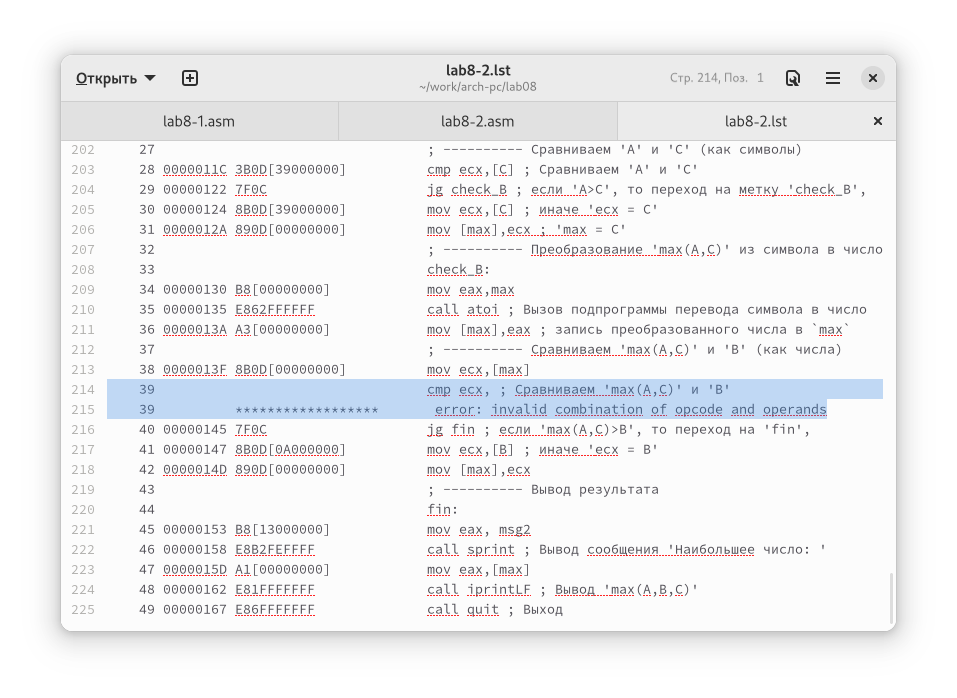 Открыть
lab8-2.lst
~/work/arch-pc/lab08
Стр. 214, Поз. 1
lab8-1.asm lab8-2.asm lab8-2.lst
202 27 ; ---------- Сравниваем 'A' и 'C' (как символы)
203 28 0000011C 3B0D[39000000] cmp ecx,[C] ; Сравниваем 'A' и 'C'
204 29 00000122 7F0C jg check_B ; если 'A>C', то переход на метку 'check_B',
205 30 00000124 8B0D[39000000] mov ecx,[C] ; иначе 'ecx = C'
206 31 0000012A 890D[00000000] mov [max],ecx ; 'max = C'
207 32 ; ---------- Преобразование 'max(A,C)' из символа в число
208 33 check_B:
209 34 00000130 B8[00000000] mov eax,max
210 35 00000135 E862FFFFFF call atoi ; Вызов подпрограммы перевода символа в число
211 36 0000013A A3[00000000] mov [max],eax ; запись преобразованного числа в `max`
212 37 ; ---------- Сравниваем 'max(A,C)' и 'B' (как числа)
213 38 0000013F 8B0D[00000000] mov ecx,[max]
214 39 cmp ecx, ; Сравниваем 'max(A,C)' и 'B'
215 39 ****************** error: invalid combination of opcode and operands
216 40 00000145 7F0C jg fin ; если 'max(A,C)>B', то переход на 'fin',
217 41 00000147 8B0D[0A000000] mov ecx,[B] ; иначе 'ecx = B'
218 42 0000014D 890D[00000000] mov [max],ecx
219 43 ; ---------- Вывод результата
220 44 fin:
221 45 00000153 B8[13000000] mov eax, msg2
222 46 00000158 E8B2FEFFFF call sprint ; Вывод сообщения 'Наибольшее число: '
223 47 0000015D A1[00000000] mov eax,[max]
224 48 00000162 E81FFFFFFF call iprintLF ; Вывод 'max(A,B,C)'
225 49 00000167 E86FFFFFFF call quit ; Выход